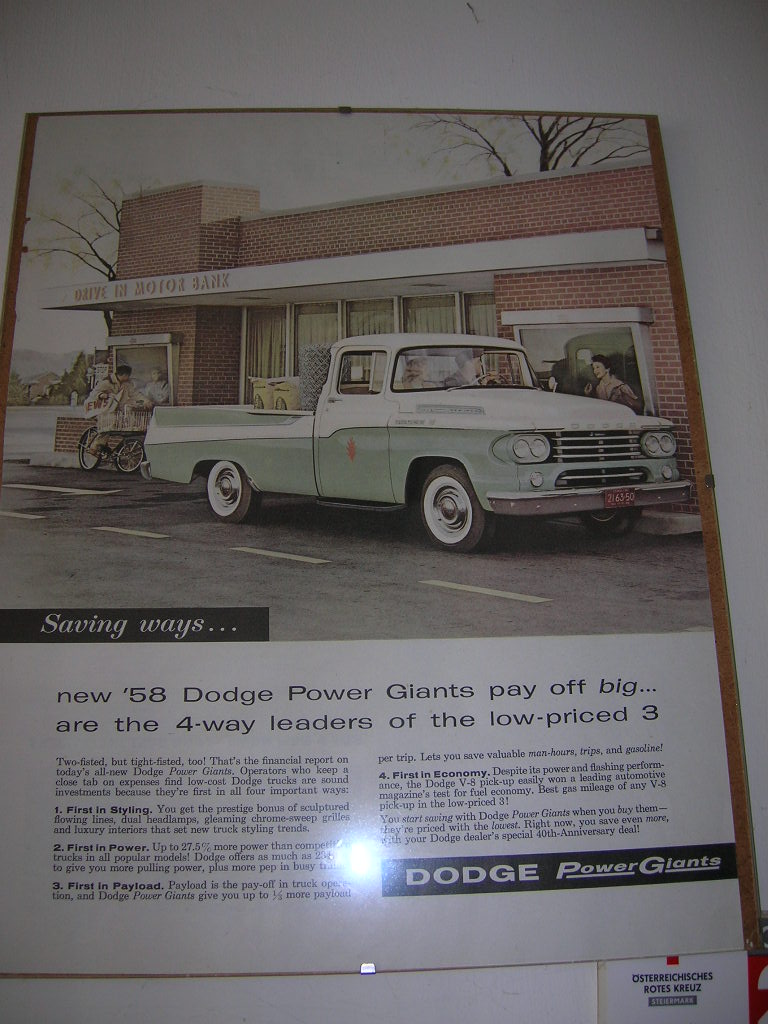 DRIVE IN MOTOR BANK
DODGE
2163-50
Saving ways...
new '58 Dodge Power Giants pay off big...
are the 4-way leaders of the low-priced 3
Two-fisted, but tight-fisted, too! That's the financial report on
today's all-new Dodge Power Giants. Operators who keep a
close tab on expenses find low-cost Dodge trucks are sound
investments because they're first in all four important ways:
1. First in Styling. You get the prestige bonus of sculptured
flowing lines, dual headlamps, gleaming chrome-sweep grilles
and luxury interiors that set new truck styling trends.
2. First in Power. Up to 27.5% more power than
trucks in all popular models! Dodge offers as much as
to give you more pulling power, plus more pep in busy
3. First in Payload. Payload is the pay-off in truck opera-
tion, and Dodge Power Giants give you up to ⅓ more payload
per trip. Lets you save valuable man-hours, trips, and gasoline!
4. First in Economy. Despite its power and flashing perform-
ance, the Dodge V-8 pick-up easily won a leading automotive
magazine's test for fuel economy. Best gas mileage of any V-8
pick-up in the low-priced 3!
You start saving with Dodge Power Giants when you buy them—
they're priced with the lowest. Right now, you save even more,
with your Dodge dealer's special 40th-Anniversary deal!
DODGE PowerGiants
ÖSTERREICHISCHES
ROTES KREUZ
STEIERMARK